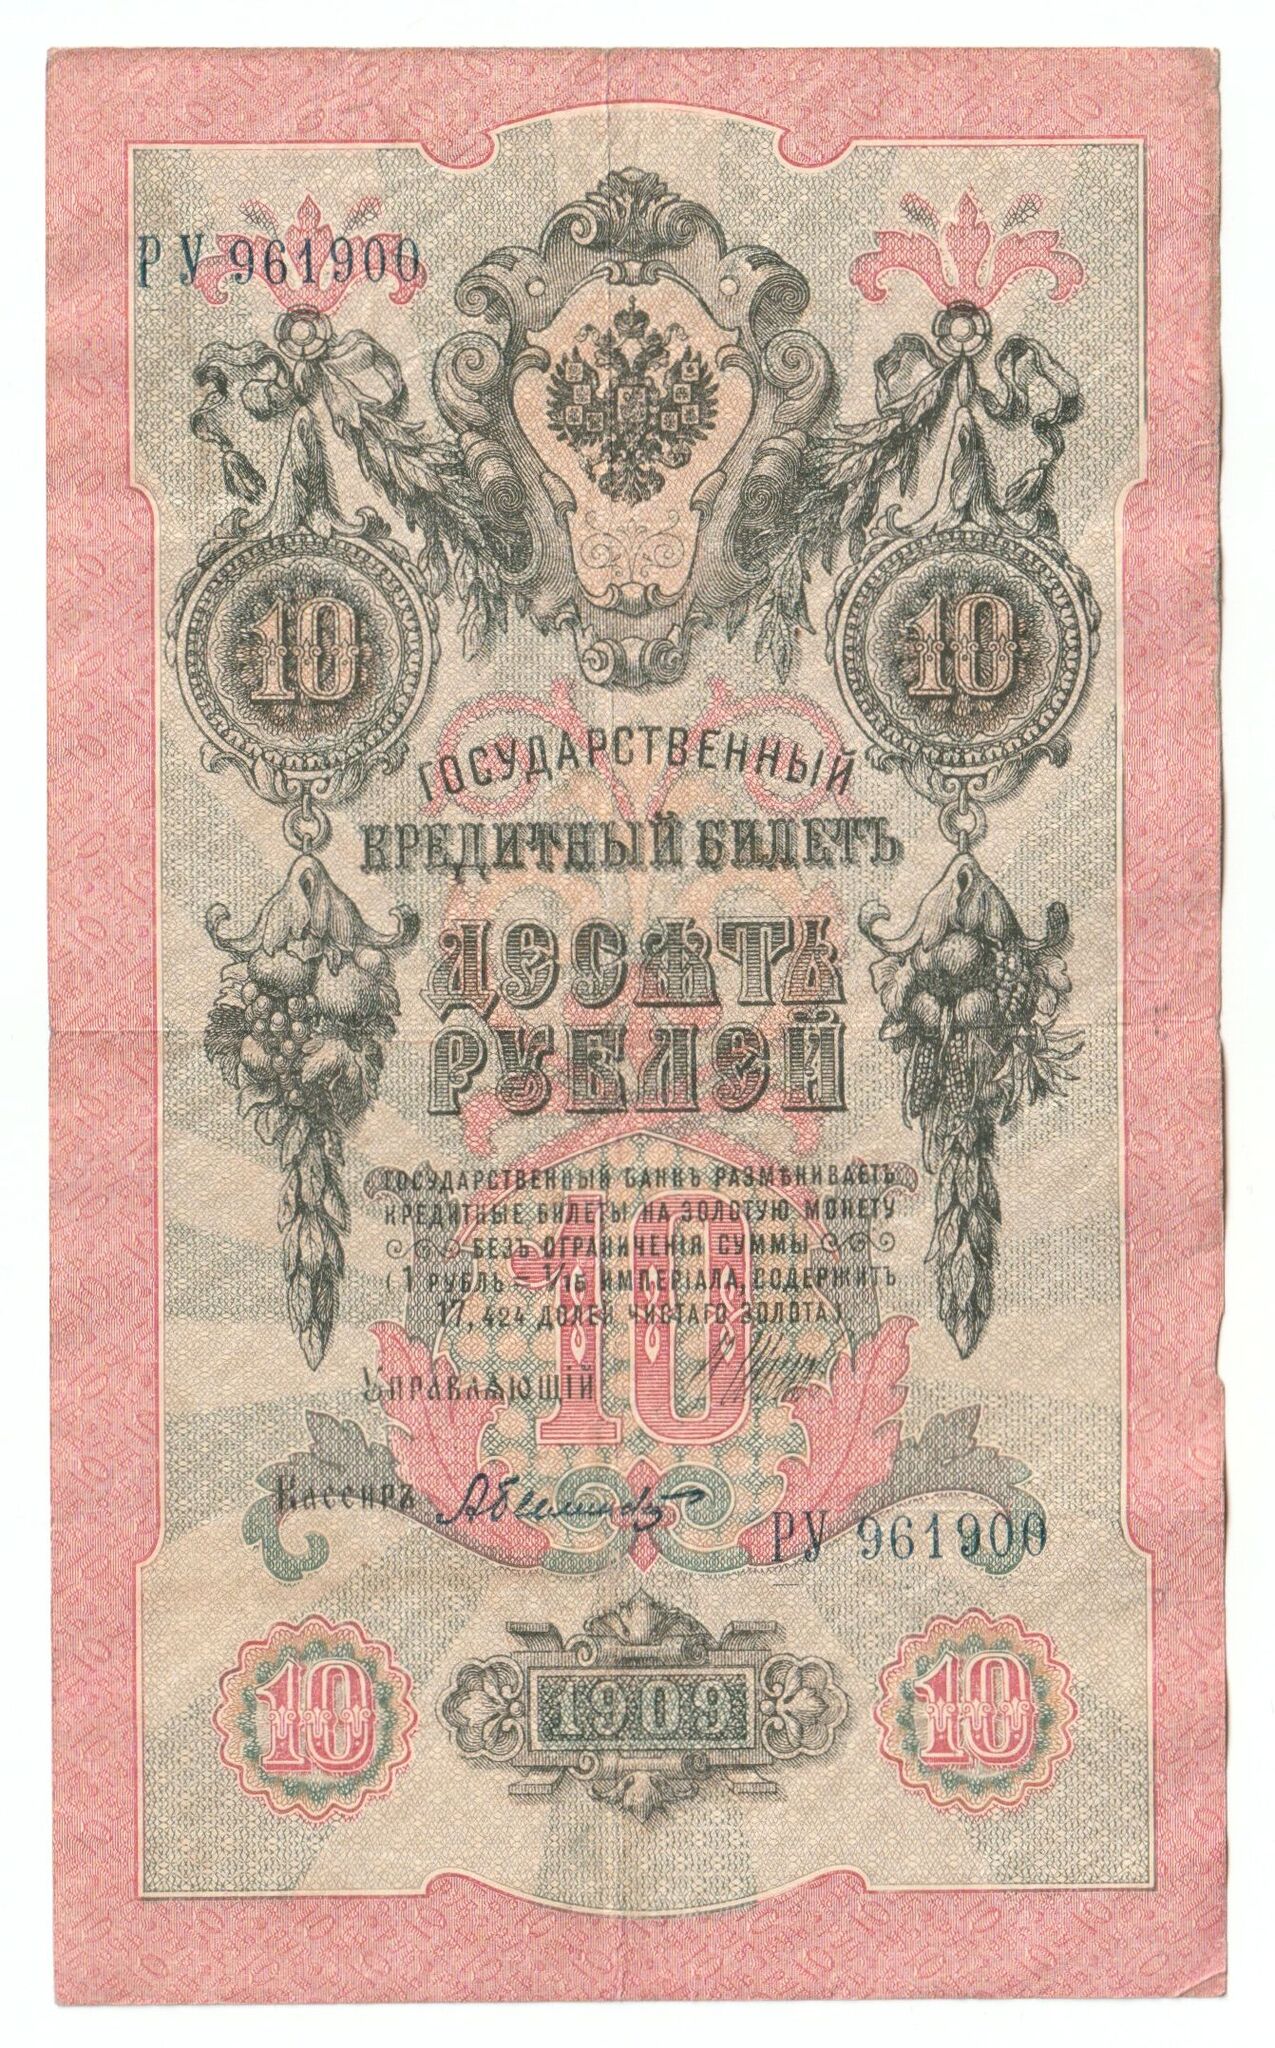 РУ 961900
10 10
ГОСУДАРСТВЕННЫЙ
КРЕДИТНЫЙ БИЛЕТЪ
ДЕСЯТЬ
РУБЛЕЙ
ГОСУДАРСТВЕННЫЙ БАНКЪ РАЗМѢНИВАЕТЪ
КРЕДИТНЫЕ БИЛЕТЫ НА ЗОЛОТУЮ МОНЕТУ
БЕЗЪ ОГРАНИЧЕНІЯ СУММЫ
(1 РУБЛЬ = 1/15 ИМПЕРІАЛА, СОДЕРЖИТЪ
17,424 ДОЛЕЙ ЧИСТАГО ЗОЛОТА)
10
УПРАВЛЯЮЩІЙ
Кассиръ
РУ 961900
10 1909 10